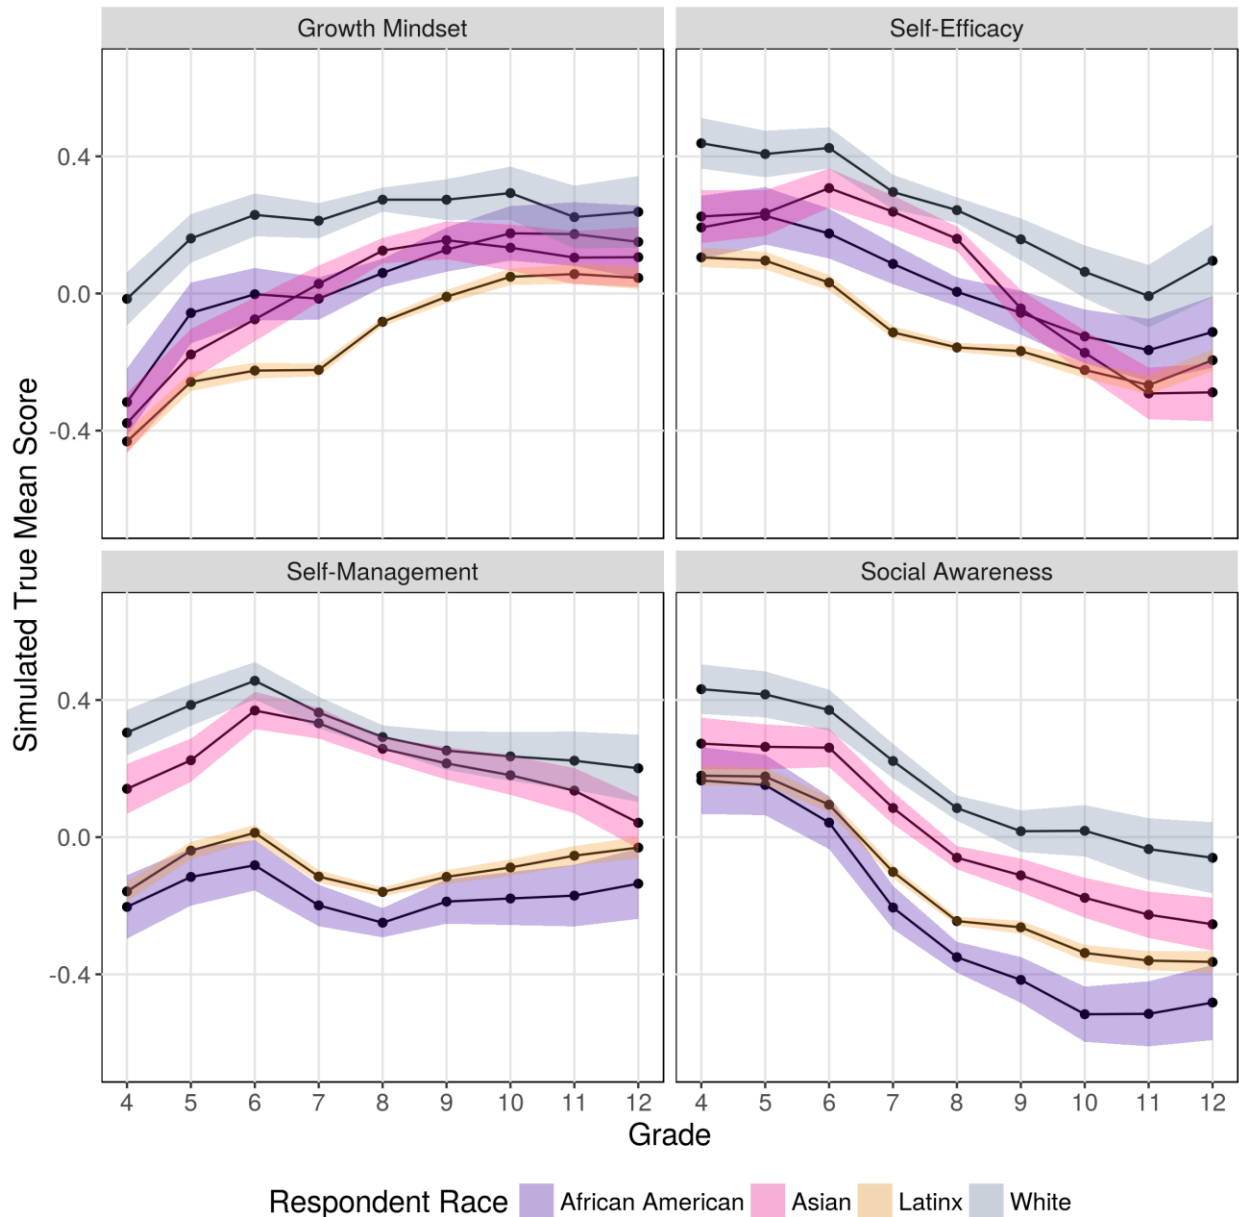 Growth Mindset
Self-Efficacy
0.4
0.0
-0.4
Simulated True Mean Score
Self-Management
Social Awareness
0.4
0.0
-0.4
4 5 6 7 8 9 10 11 12
4 5 6 7 8 9 10 11 12
Grade
Respondent Race African American Asian Latinx White